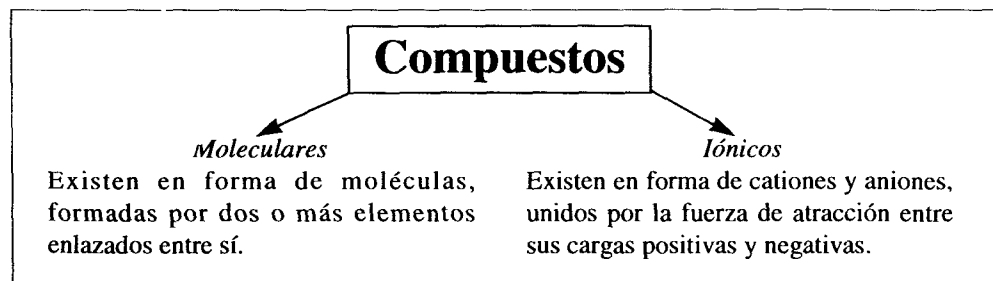 Compuestos
Moleculares
Existen en forma de moléculas,
formadas por dos o más elementos
enlazados entre sí.
Iónicos
Existen en forma de cationes y aniones,
unidos por la fuerza de atracción entre
sus cargas positivas y negativas.